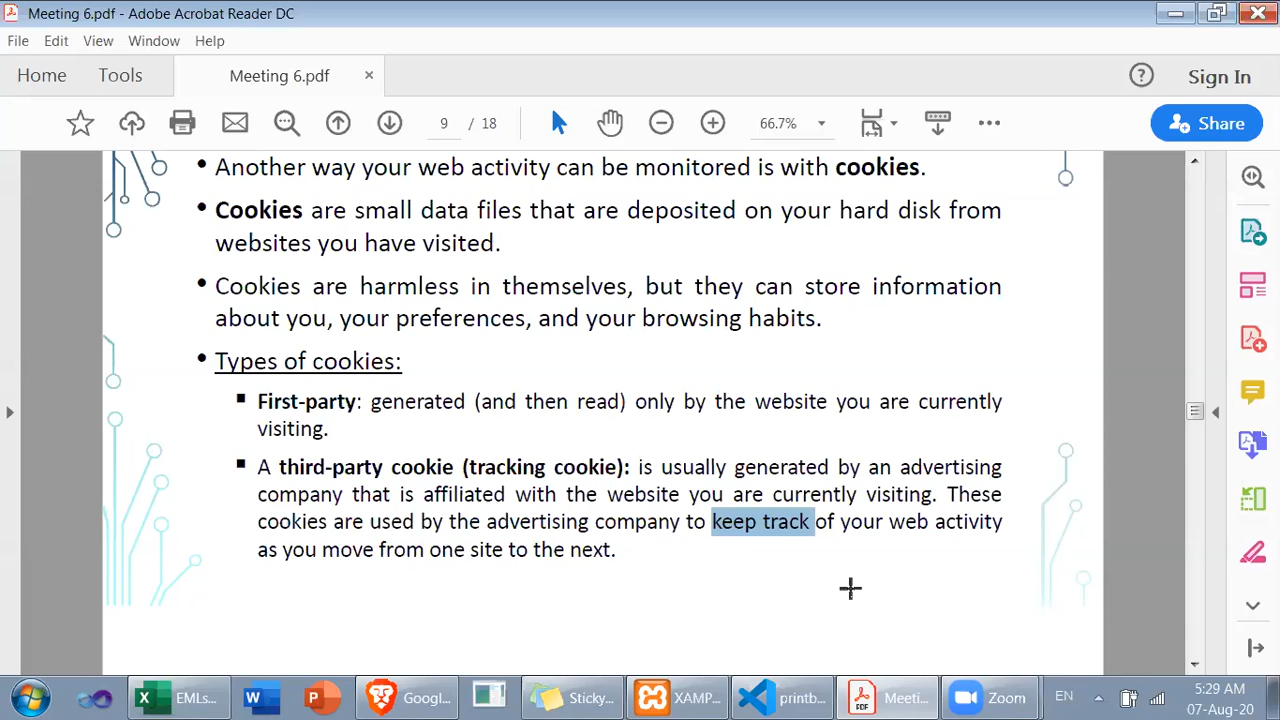 Meeting 6.pdf - Adobe Acrobat Reader DC
File Edit View Window Help
Home Tools Meeting 6.pdf × Sign In
9 / 18 66.7% Share
• Another way your web activity can be monitored is with cookies.
• Cookies are small data files that are deposited on your hard disk from
websites you have visited.
• Cookies are harmless in themselves, but they can store information
about you, your preferences, and your browsing habits.
• Types of cookies:
▪ First-party: generated (and then read) only by the website you are currently
visiting.
▪ A third-party cookie (tracking cookie): is usually generated by an advertising
company that is affiliated with the website you are currently visiting. These
cookies are used by the advertising company to keep track of your web activity
as you move from one site to the next.
EMLs... Googl... Sticky... XAMP... printb... Meeti... Zoom EN 5:29 AM
07-Aug-20